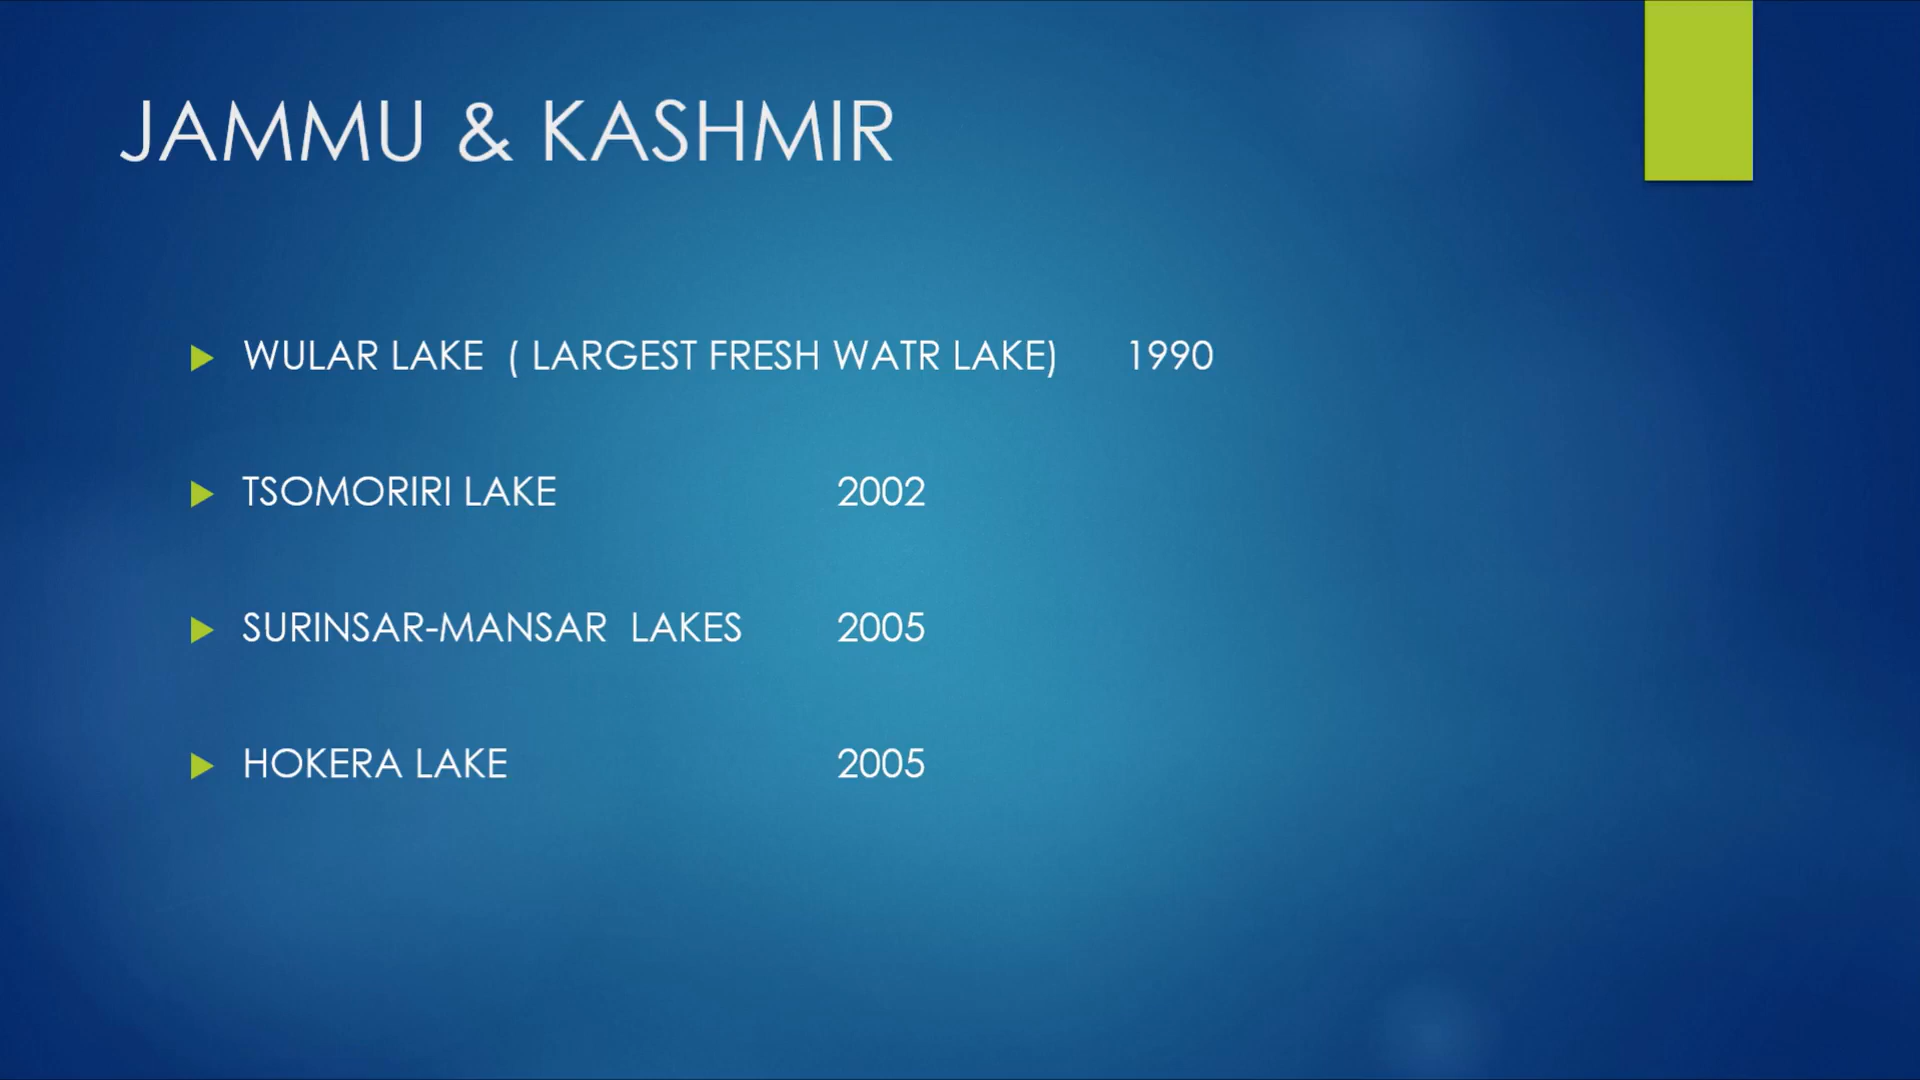 JAMMU & KASHMIR
WULAR LAKE ( LARGEST FRESH WATR LAKE) 1990
TSOMORIRI LAKE 2002
SURINSAR-MANSAR LAKES 2005
HOKERA LAKE 2005